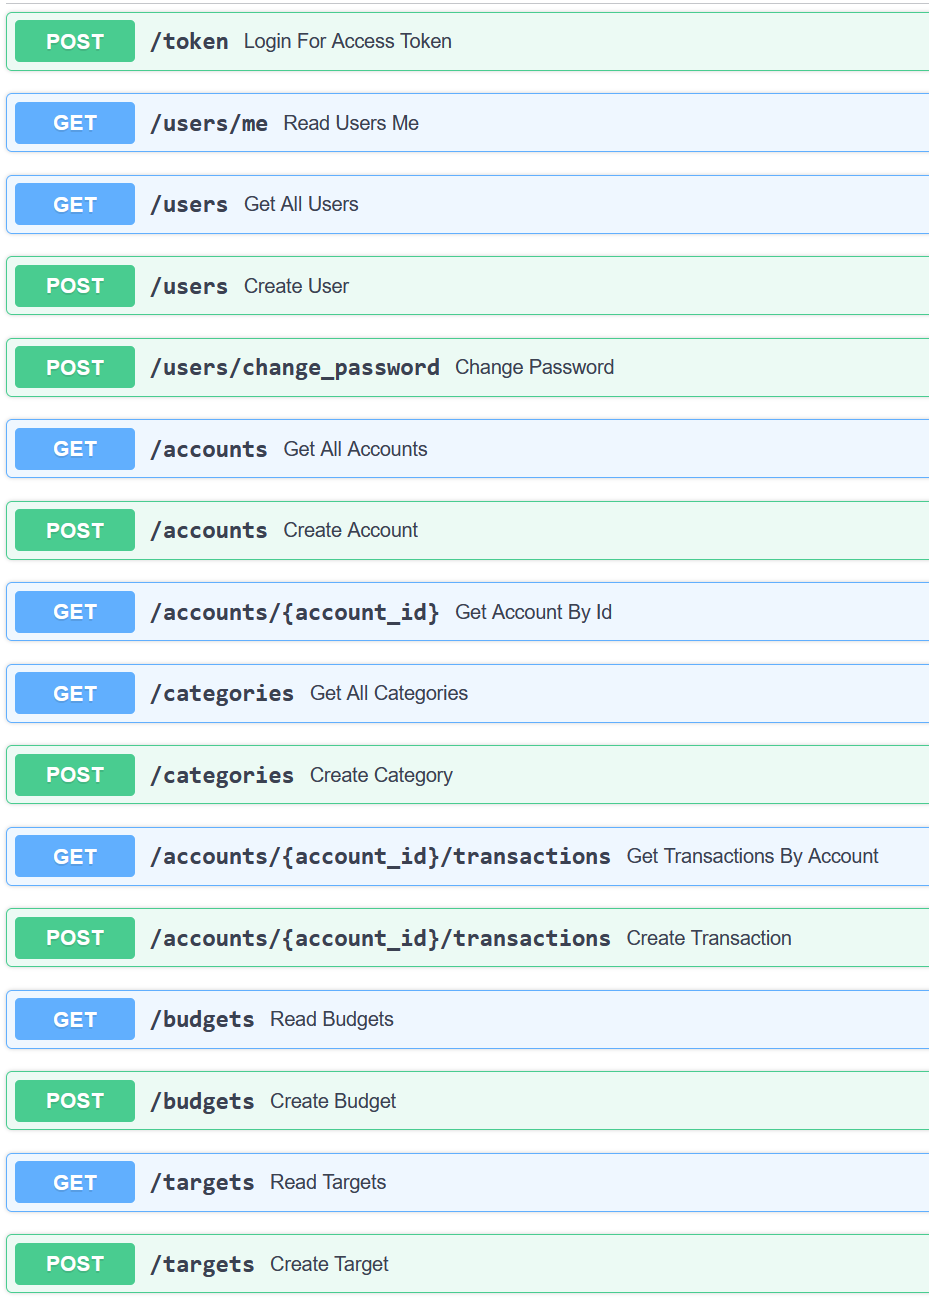 POST /token Login For Access Token
GET /users/me Read Users Me
GET /users Get All Users
POST /users Create User
POST /users/change_password Change Password
GET /accounts Get All Accounts
POST /accounts Create Account
GET /accounts/{account_id} Get Account By Id
GET /categories Get All Categories
POST /categories Create Category
GET /accounts/{account_id}/transactions Get Transactions By Account
POST /accounts/{account_id}/transactions Create Transaction
GET /budgets Read Budgets
POST /budgets Create Budget
GET /targets Read Targets
POST /targets Create Target